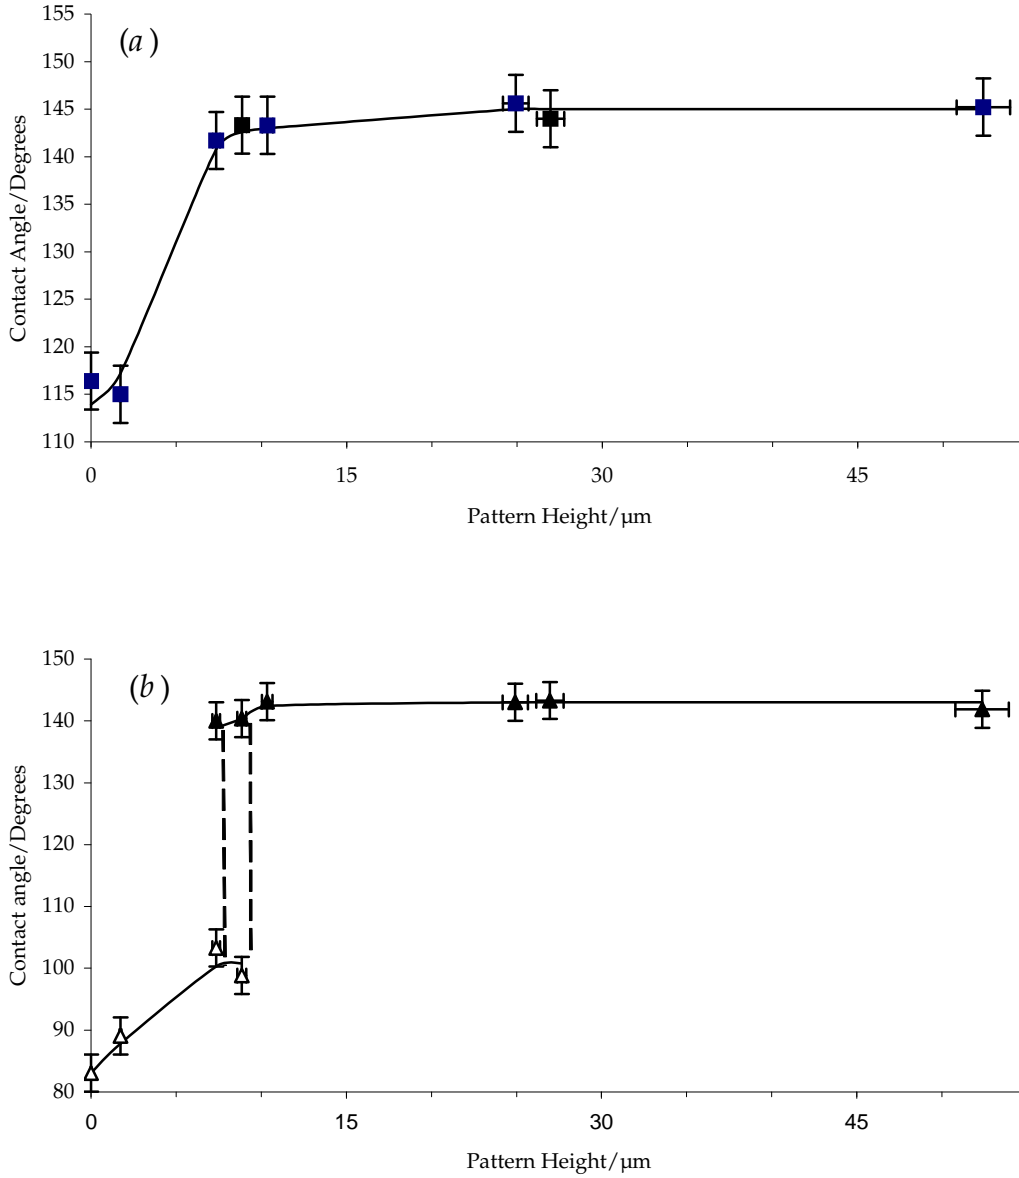 (a)
155
150
145
140
135
130
125
120
115
110
Contact Angle/Degrees
0 15 30 45
Pattern Height/µm
(b)
150
140
130
120
110
100
90
80
Contact angle/Degrees
0 15 30 45
Pattern Height/µm